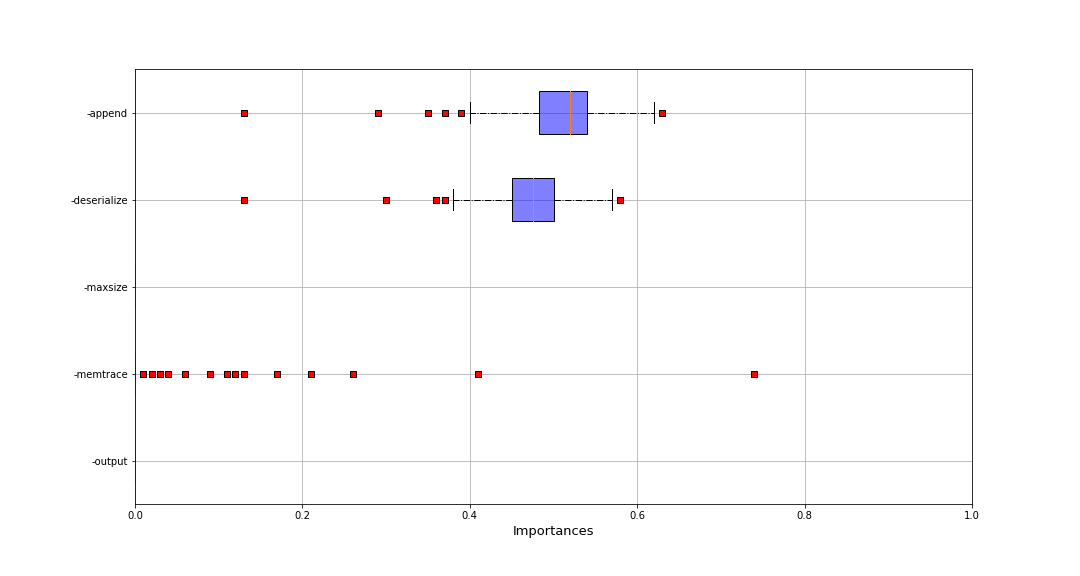 -append
-deserialize
-maxsize
-memtrace
-output
0.0 0.2 0.4 0.6 0.8 1.0
Importances